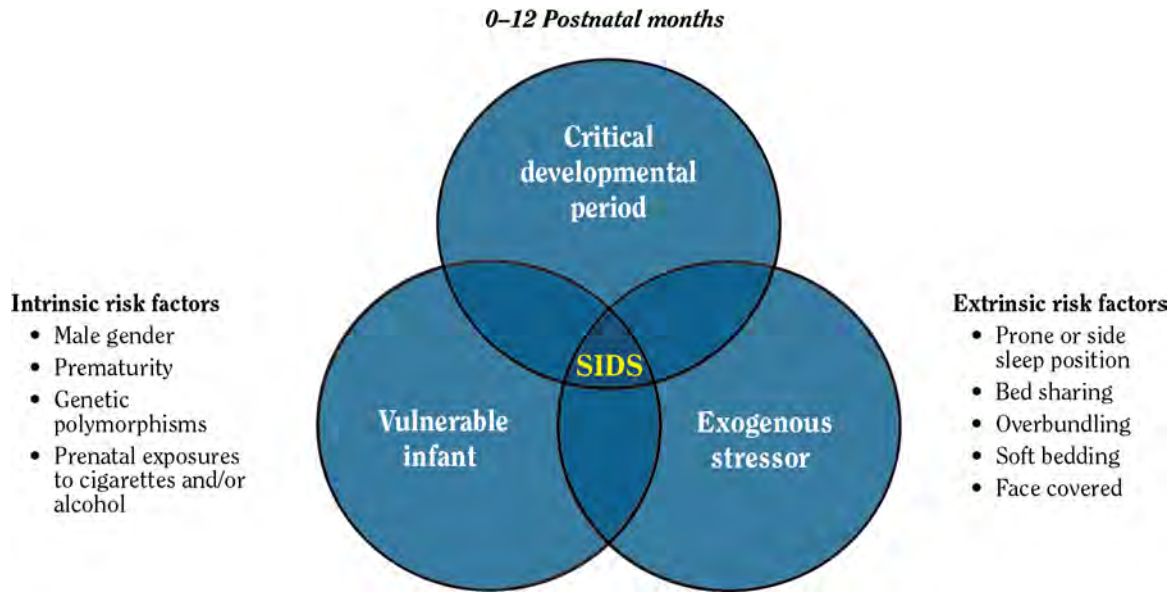 0–12 Postnatal months
Critical
developmental
period
Intrinsic risk factors
• Male gender
• Prematurity
• Genetic
polymorphisms
• Prenatal exposures
to cigarettes and/or
alcohol
SIDS
Vulnerable
infant
Exogenous
stressor
Extrinsic risk factors
• Prone or side
sleep position
• Bed sharing
• Overbundling
• Soft bedding
• Face covered